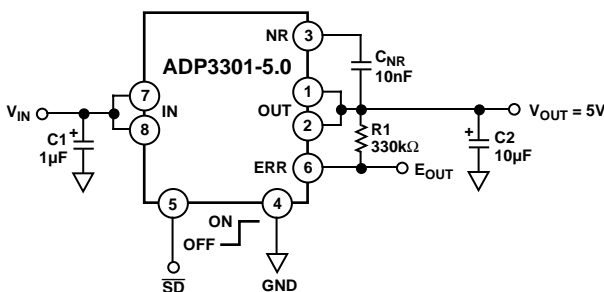 NR
3
C_NR
10nF
ADP3301-5.0
V_IN
7
8
IN
1
2
OUT
V_OUT = 5V
C1
+
1µF
R1
330kΩ
+
C2
10µF
ERR
6
E_OUT
5
4
ON
OFF
SD
GND